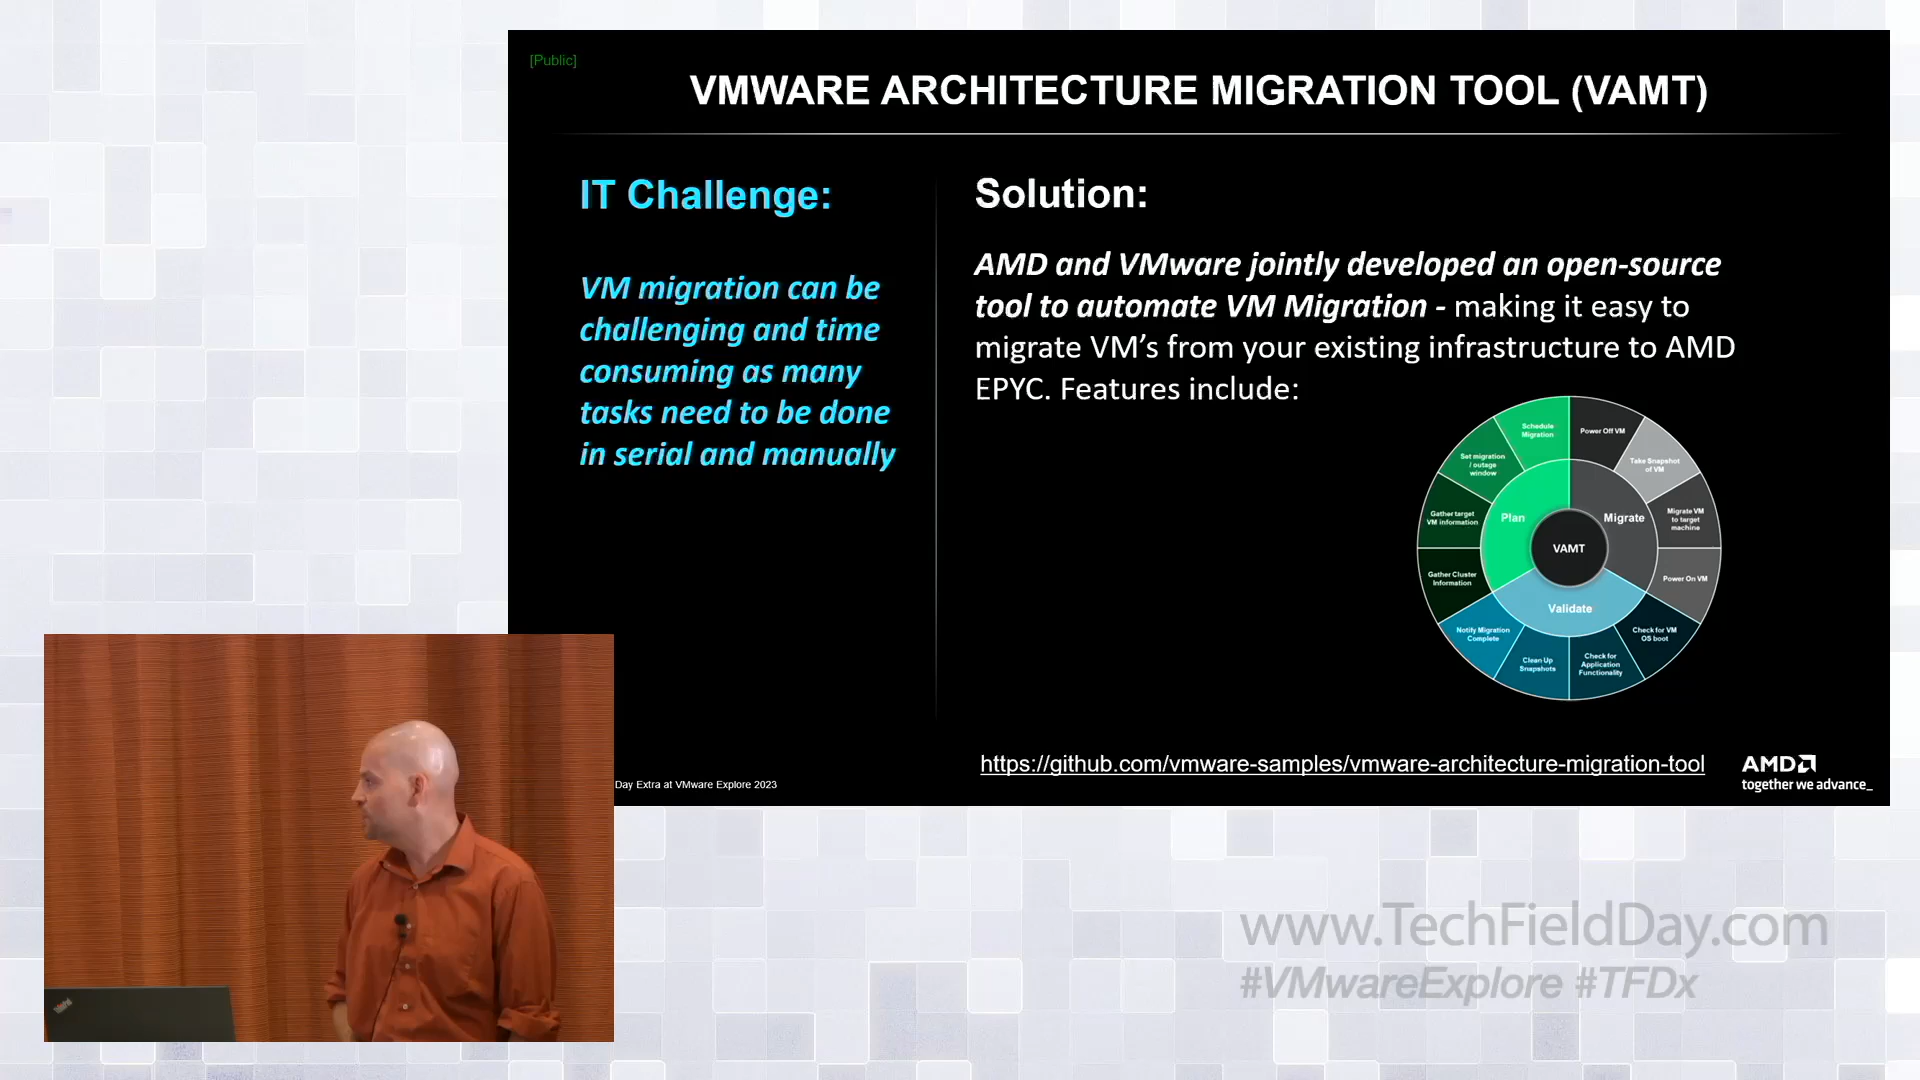 [Public]
VMWARE ARCHITECTURE MIGRATION TOOL (VAMT)
IT Challenge:
VM migration can be
challenging and time
consuming as many
tasks need to be done
in serial and manually
Solution:
AMD and VMware jointly developed an open-source
tool to automate VM Migration - making it easy to
migrate VM’s from your existing infrastructure to AMD
EPYC. Features include:
Schedule
Migration
Power Off VM
Set migration
/ outage
window
Take Snapshot
of VM
Gather target
VM information
Plan
Migrate
Migrate VM
to target
machine
VAMT
Gather Cluster
Information
Power On VM
Validate
Notify Migration
Complete
Check for VM
OS boot
Clean Up
Snapshots
Check for
Application
Functionality
https://github.com/vmware-samples/vmware-architecture-migration-tool
AMD
together we advance_
Day Extra at VMware Explore 2023
ThinkPad
www.TechFieldDay.com
#VMwareExplore #TFDx